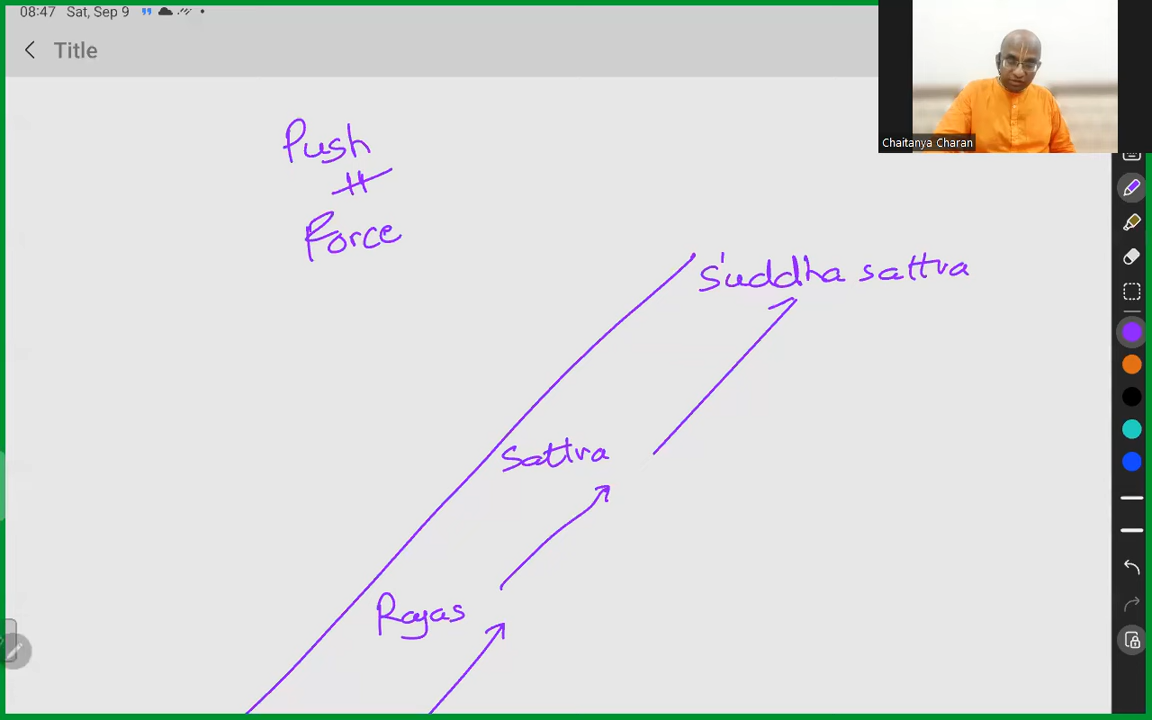 08:47 Sat, Sep 9
Title
Chaitanya Charan
Push
≠
Force
Śuddha sattva
Sattva
Rajas